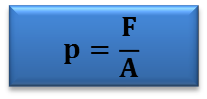 p = F/A